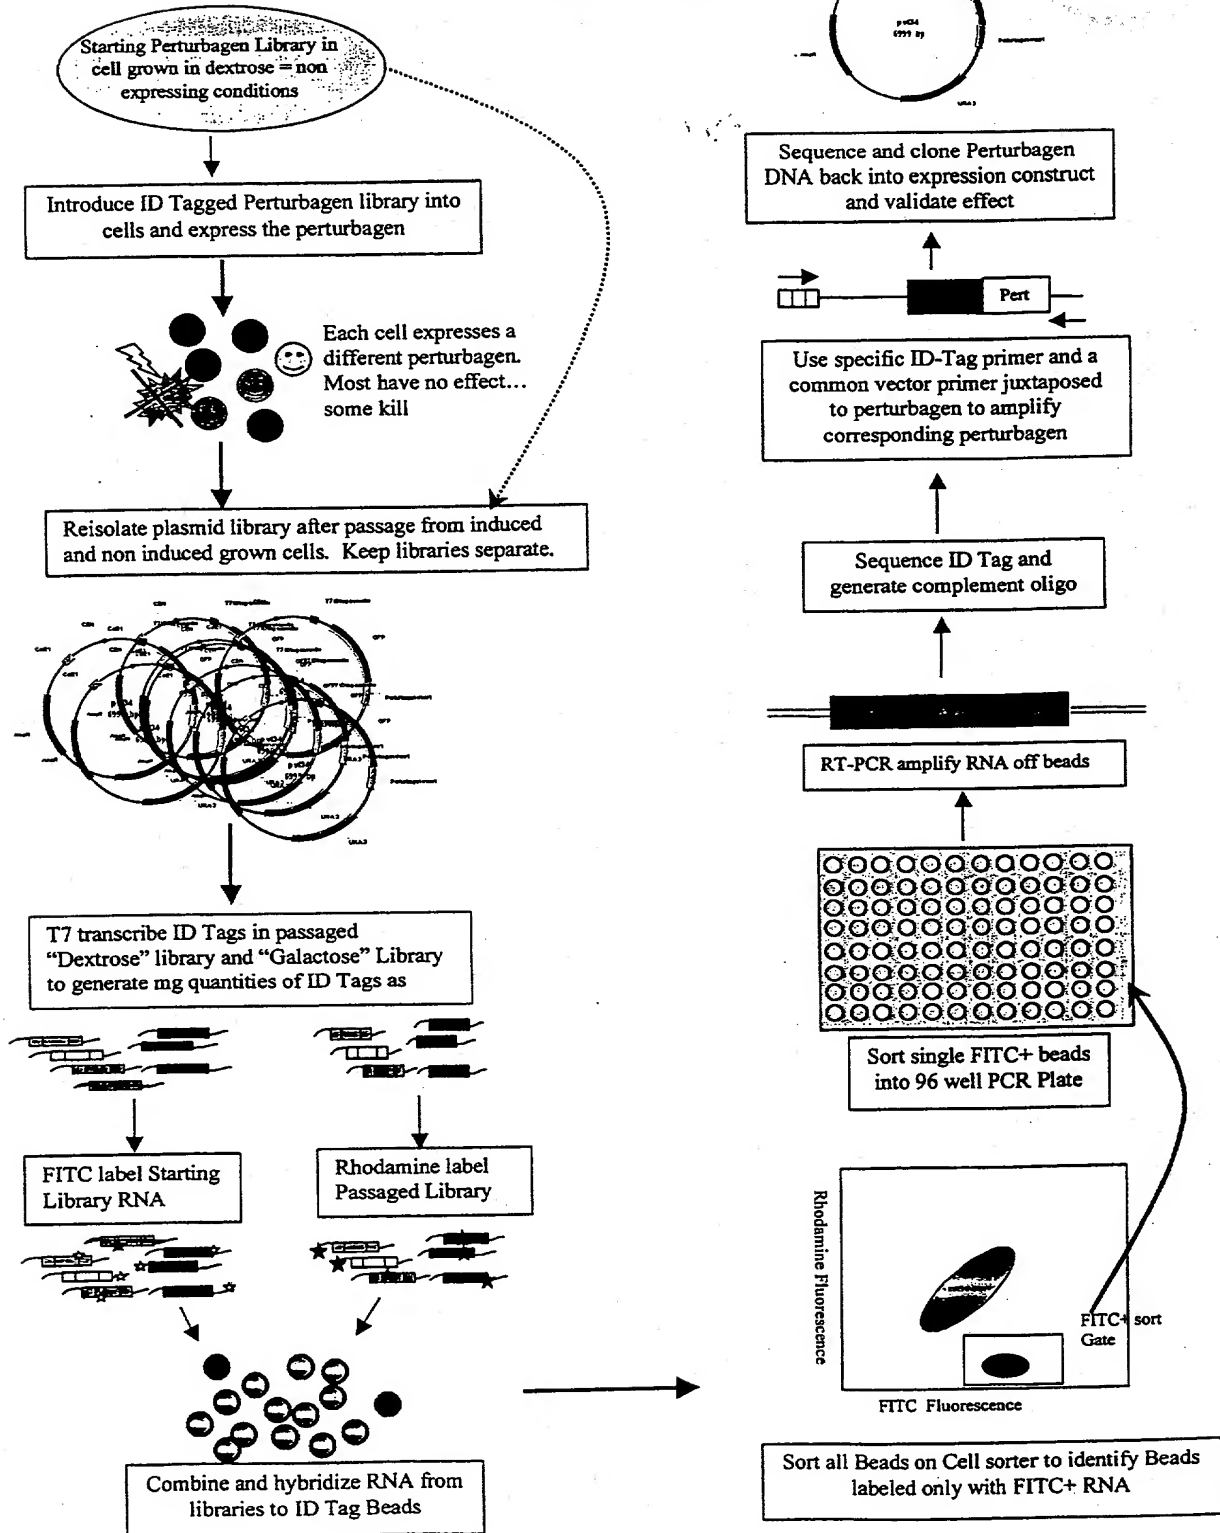 Starting Perturbagen Library in
cell grown in dextrose = non
expressing conditions
Introduce ID Tagged Perturbagen library into
cells and express the perturbagen
Each cell expresses a
different perturbagen.
Most have no effect...
some kill
Reisolate plasmid library after passage from induced
and non induced grown cells. Keep libraries separate.
T7 transcribe ID Tags in passaged
“Dextrose” library and “Galactose” Library
to generate mg quantities of ID Tags as
FITC label Starting
Library RNA
Rhodamine label
Passaged Library
Combine and hybridize RNA from
libraries to ID Tag Beads
6999 bp
URA3
Sequence and clone Perturbagen
DNA back into expression construct
and validate effect
Pert
Use specific ID-Tag primer and a
common vector primer juxtaposed
to perturbagen to amplify
corresponding perturbagen
Sequence ID Tag and
generate complement oligo
RT-PCR amplify RNA off beads
Sort single FITC+ beads
into 96 well PCR Plate
Rhodamine Fluorescence
FITC+ sort
Gate
FITC Fluorescence
Sort all Beads on Cell sorter to identify Beads
labeled only with FITC+ RNA